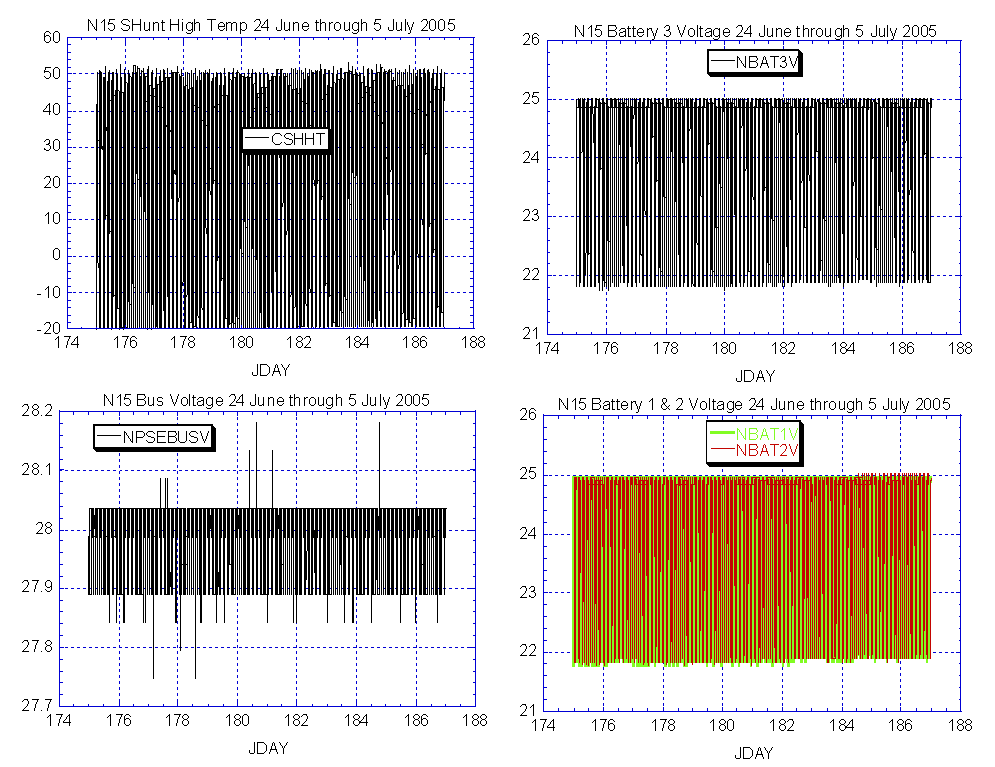 N15 SHunt High Temp 24 June through 5 July 2005
60
50
40
30
20
10
0
-10
-20
CSHHT
174 176 178 180 182 184 186 188
JDAY
N15 Battery 3 Voltage 24 June through 5 July 2005
26
25
24
23
22
21
NBAT3V
174 176 178 180 182 184 186 188
JDAY
N15 Bus Voltage 24 June through 5 July 2005
28.2
28.1
28
27.9
27.8
27.7
NPSEBUSV
174 176 178 180 182 184 186 188
JDAY
N15 Battery 1 & 2 Voltage 24 June through 5 July 2005
26
25
24
23
22
21
NBAT1V
NBAT2V
174 176 178 180 182 184 186 188
JDAY